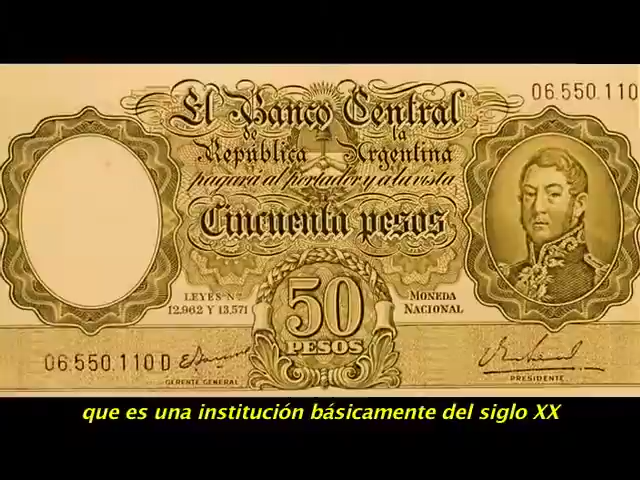 06.550.110
El Banco Central
de la
República Argentina
pagará al portador y a la vista
Cincuenta pesos
LEYES Nos
12.962 Y 13.571
MONEDA
NACIONAL
50
PESOS
06.550.110 D
GERENTE GENERAL
PRESIDENTE
que es una institución básicamente del siglo XX